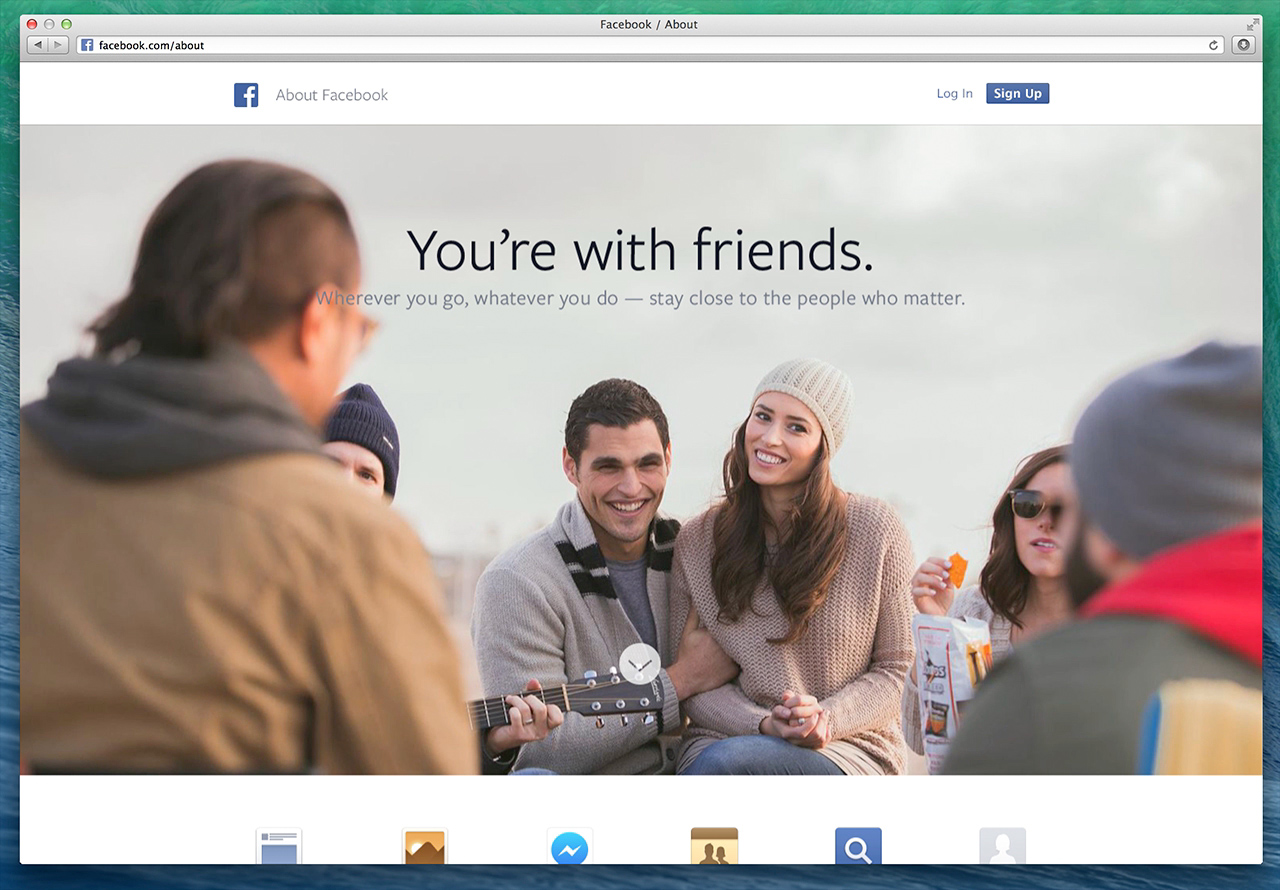 Facebook / About
facebook.com/about
About Facebook
Log In
Sign Up
You’re with friends.
Wherever you go, whatever you do — stay close to the people who matter.